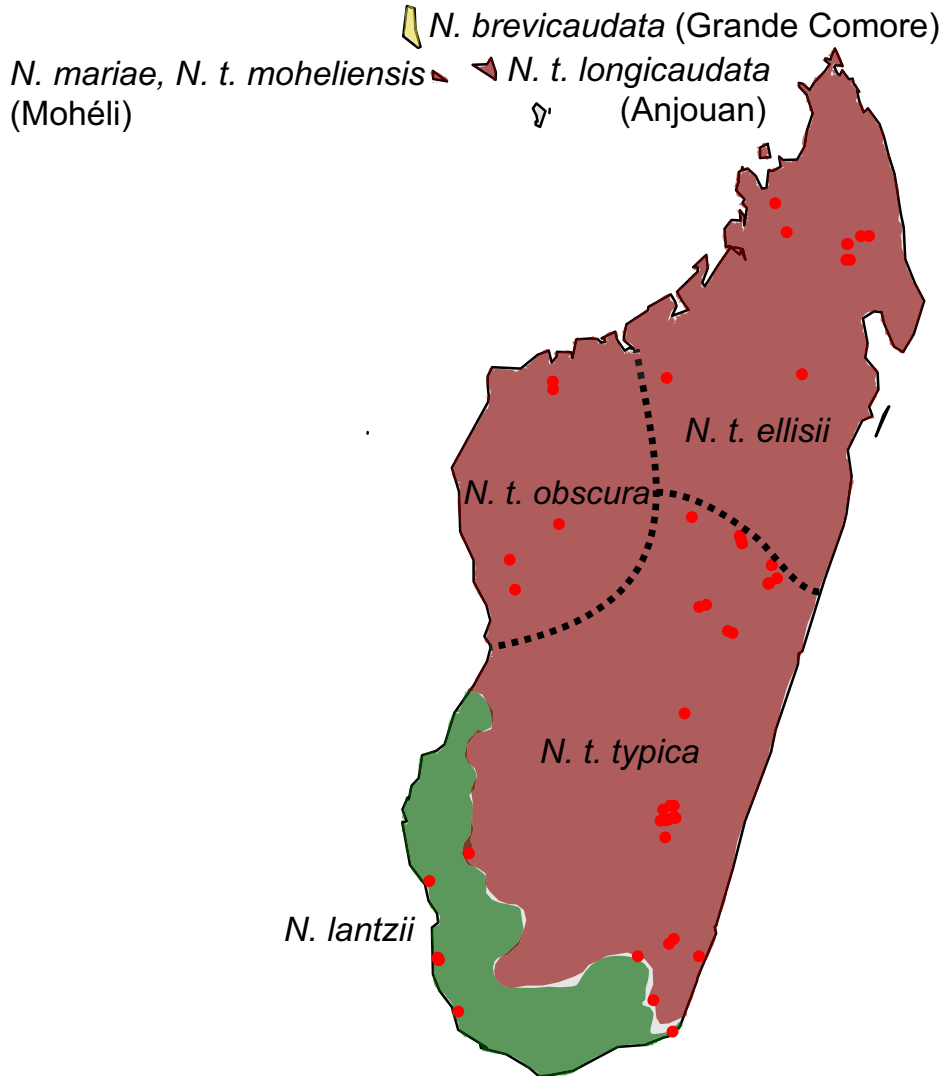 N. brevicaudata (Grande Comore)
N. mariae, N. t. moheliensis
N. t. longicaudata
(Mohéli)
(Anjouan)
N. t. ellisii
N. t. obscura
N. t. typica
N. lantzii